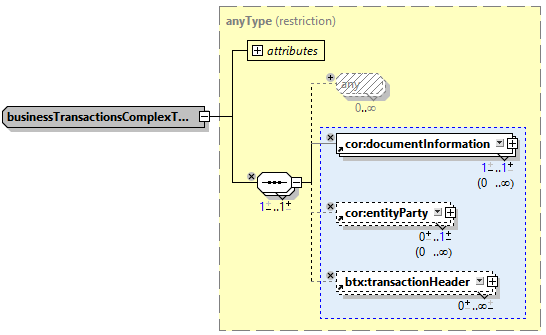 anyType (restriction)
attributes
businessTransactionsComplexT...
any
0..∞
cor:documentInformation
1±..1±
(0 ..∞)
1±..1±
cor:entityParty
0±..1±
(0 ..∞)
btx:transactionHeader
0±..∞±